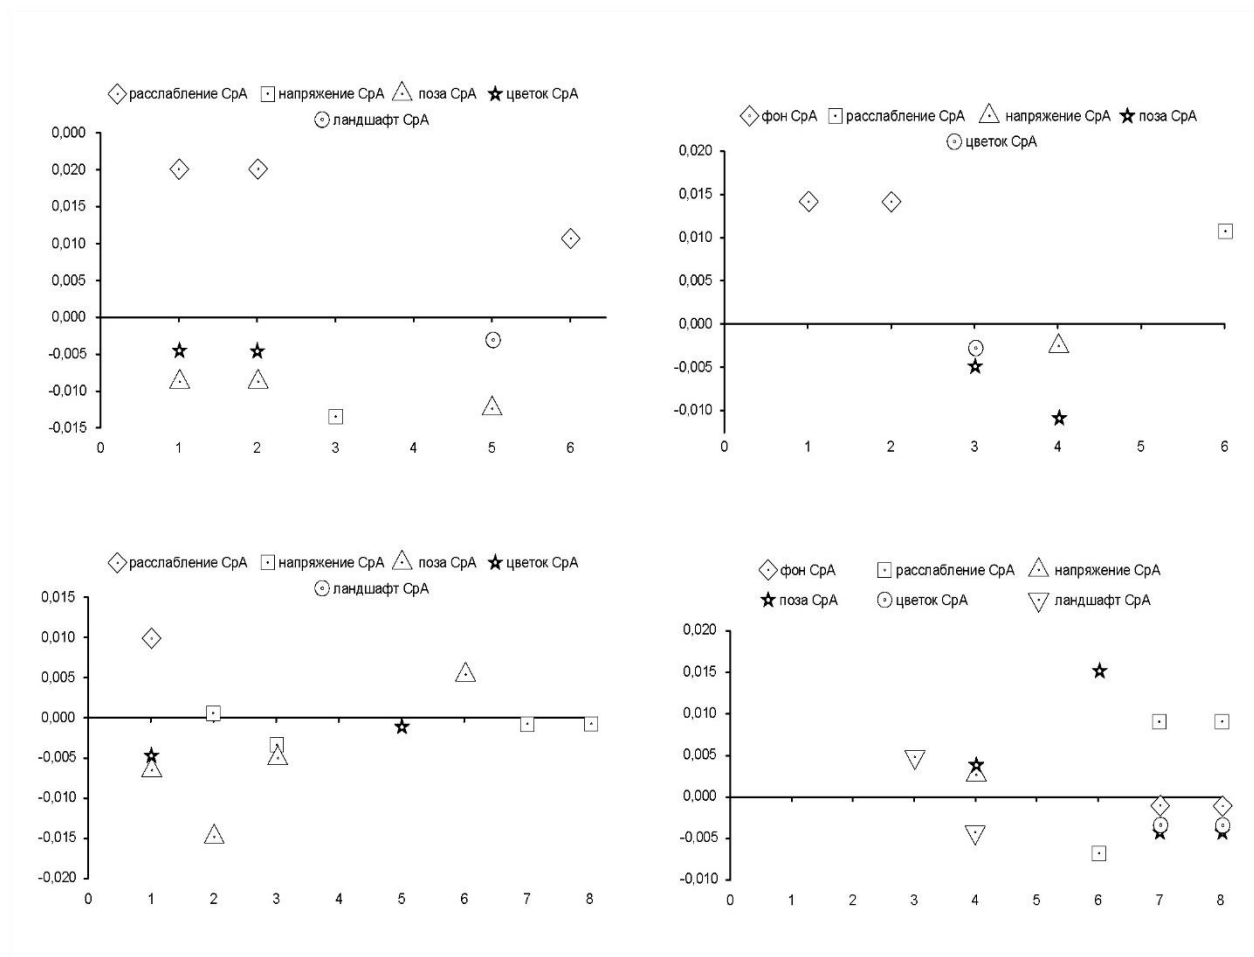 расслабление СрА напряжение СрА поза СрА цветок СрА
ландшафт СрА
0,000
0,020
0,015
0,010
0,005
0,000
-0,005
-0,010
-0,015
0 1 2 3 4 5 6
фон СрА расслабление СрА напряжение СрА поза СрА
цветок СрА
0,020
0,015
0,010
0,005
0,000
-0,005
-0,010
0 1 2 3 4 5 6
расслабление СрА напряжение СрА поза СрА цветок СрА
ландшафт СрА
0,015
0,010
0,005
0,000
-0,005
-0,010
-0,015
-0,020
0 1 2 3 4 5 6 7 8
фон СрА расслабление СрА напряжение СрА
поза СрА цветок СрА ландшафт СрА
0,020
0,015
0,010
0,005
0,000
-0,005
-0,010
0 1 2 3 4 5 6 7 8